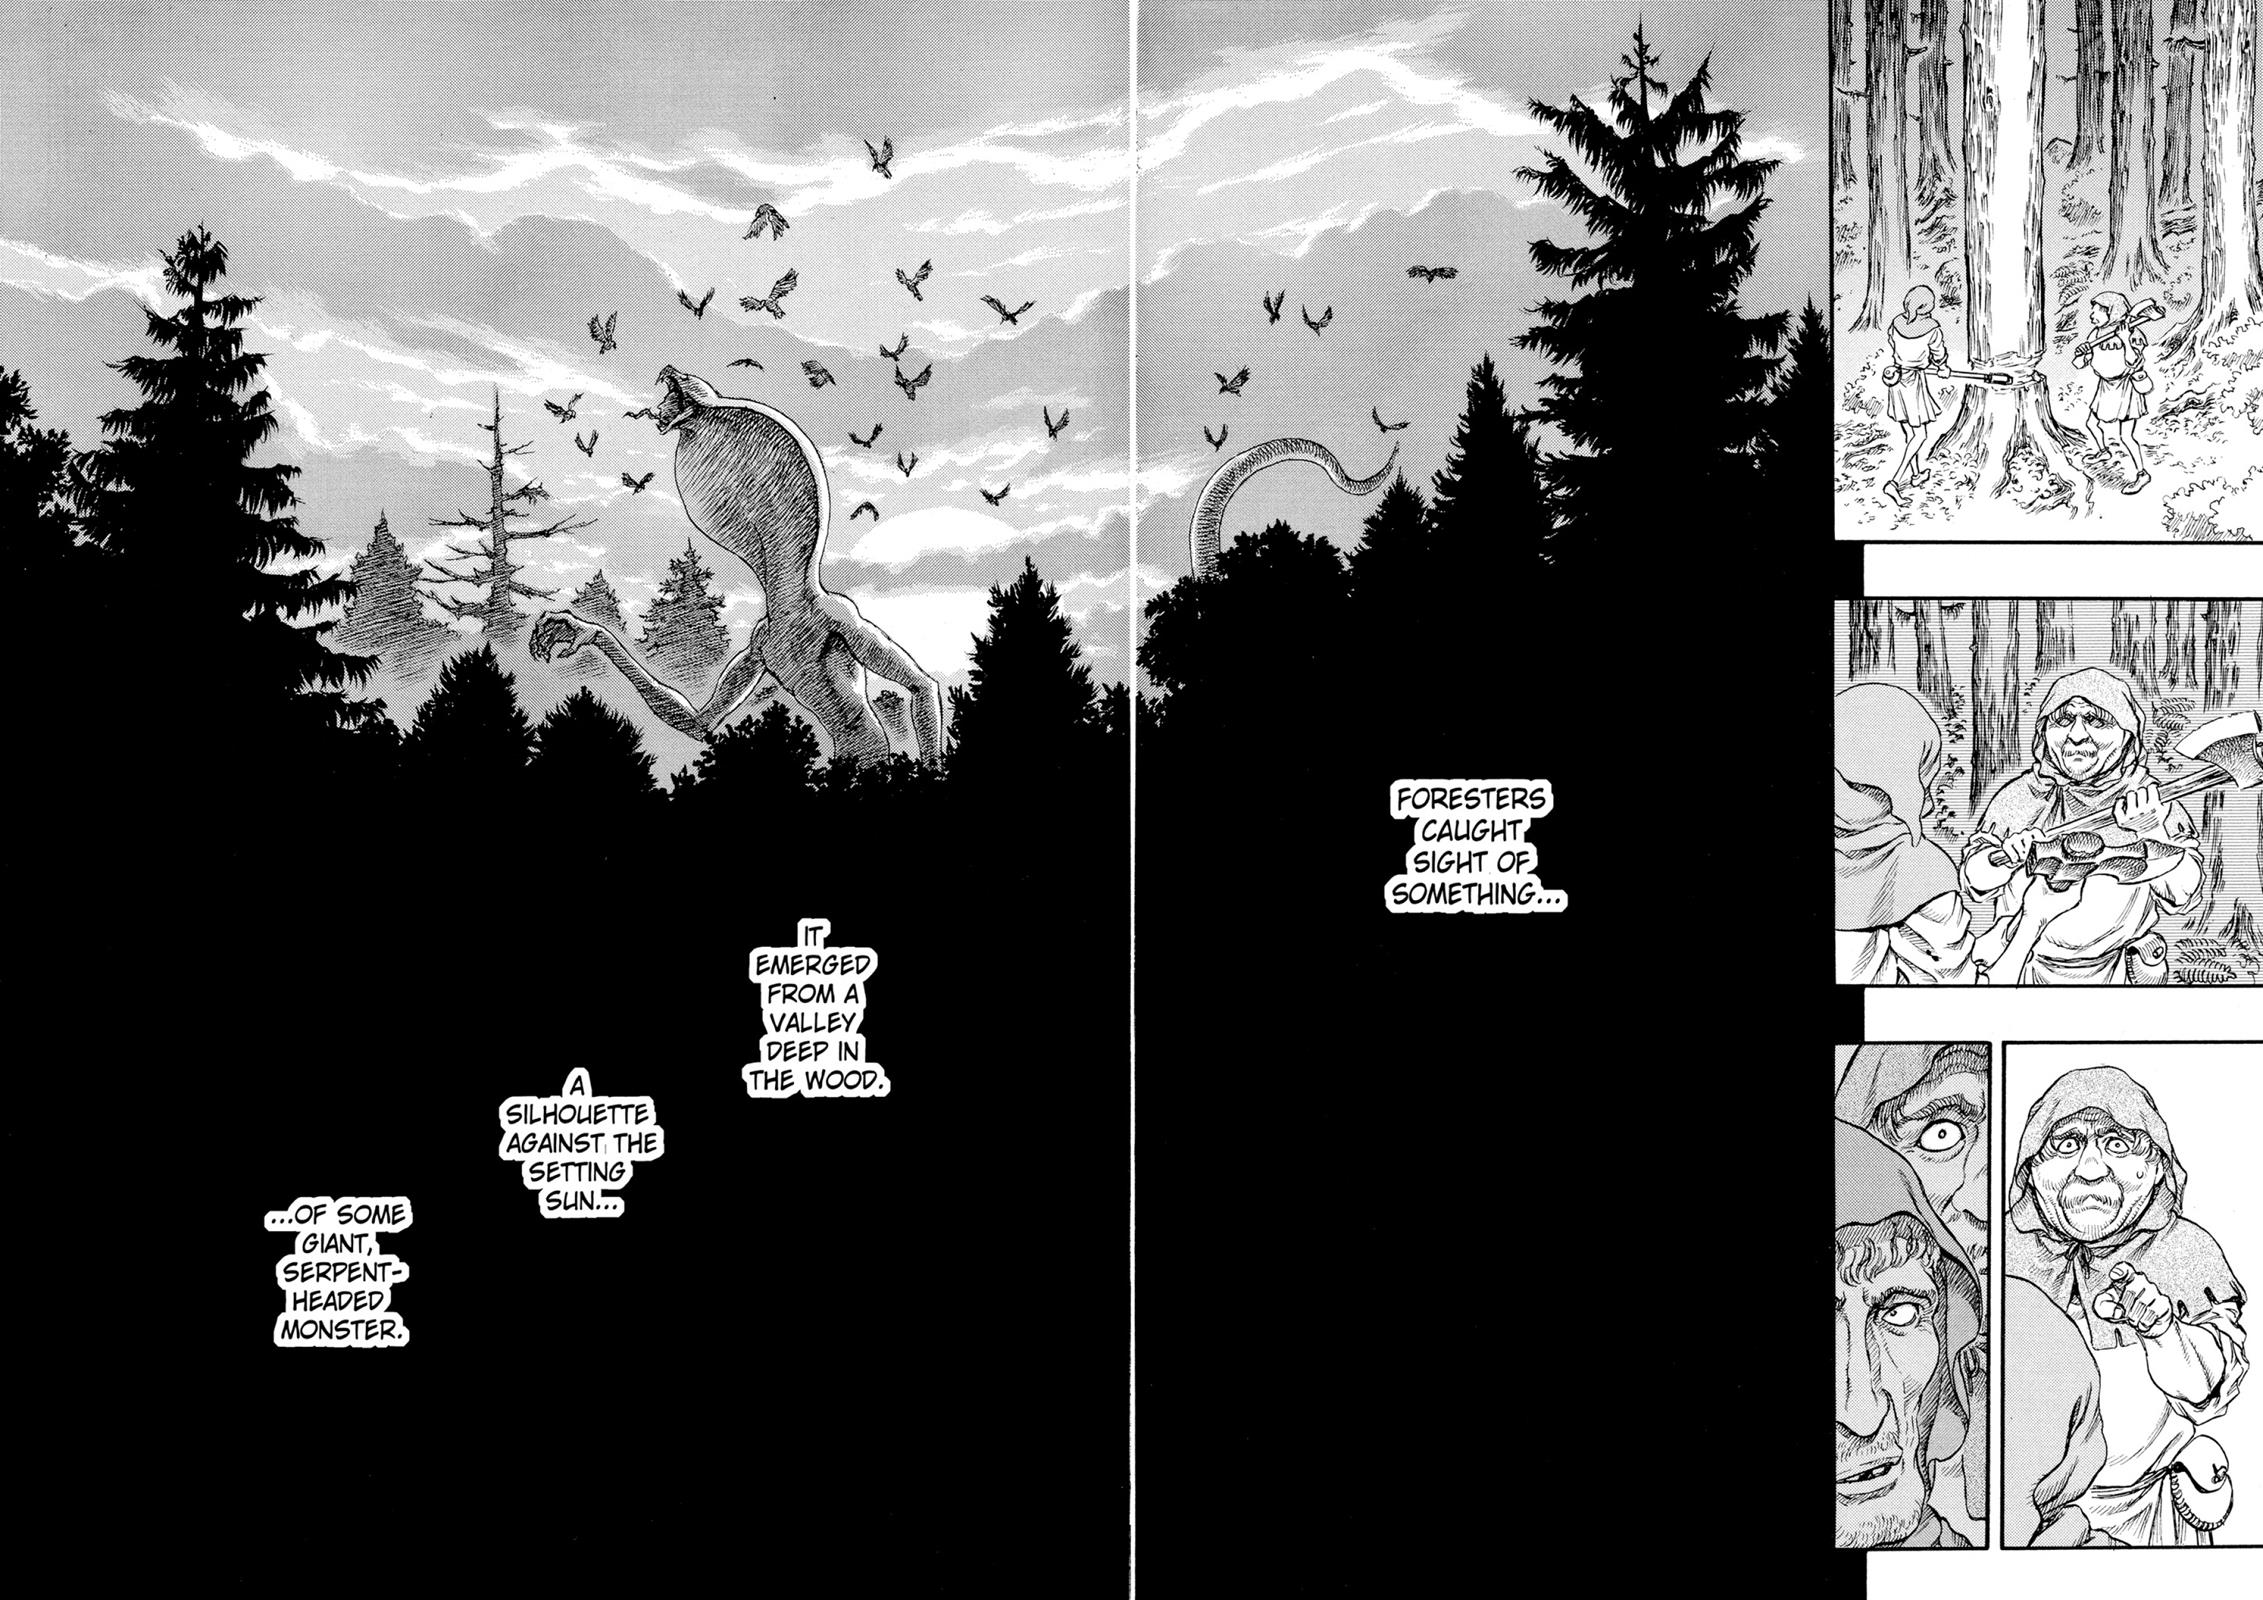 FORESTERS
CAUGHT
SIGHT OF
SOMETHING...
IT
EMERGED
FROM A
VALLEY
DEEP IN
THE WOOD.
A
SILHOUETTE
AGAINST THE
SETTING
SUN...
...OF SOME
GIANT,
SERPENT-
HEADED
MONSTER.